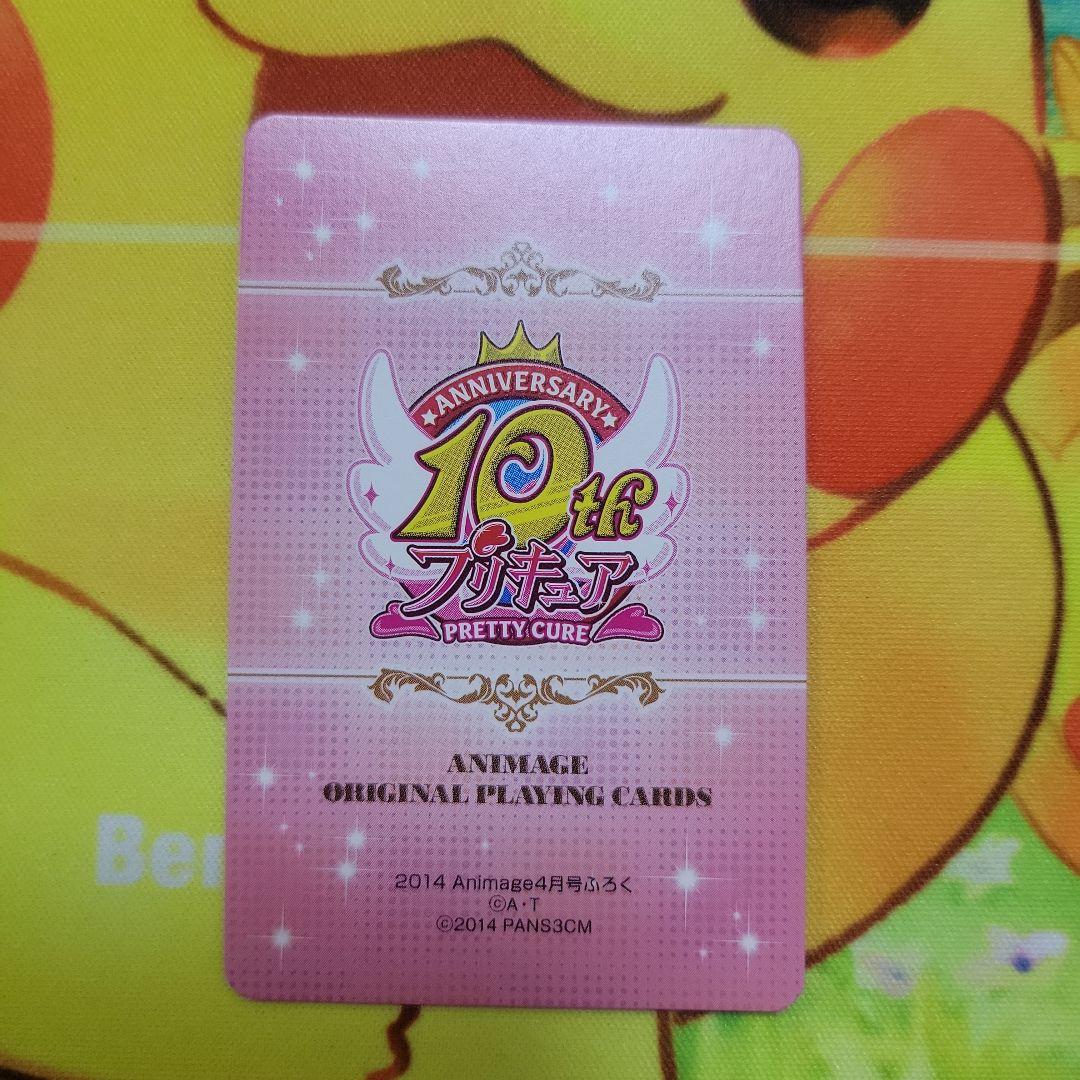 ANNIVERSARY
10th
プリキュア
PRETTY CURE
ANIMAGE
ORIGINAL PLAYING CARDS
2014 Animage4月号ふろく
©A・T
©2014 PANS3CM